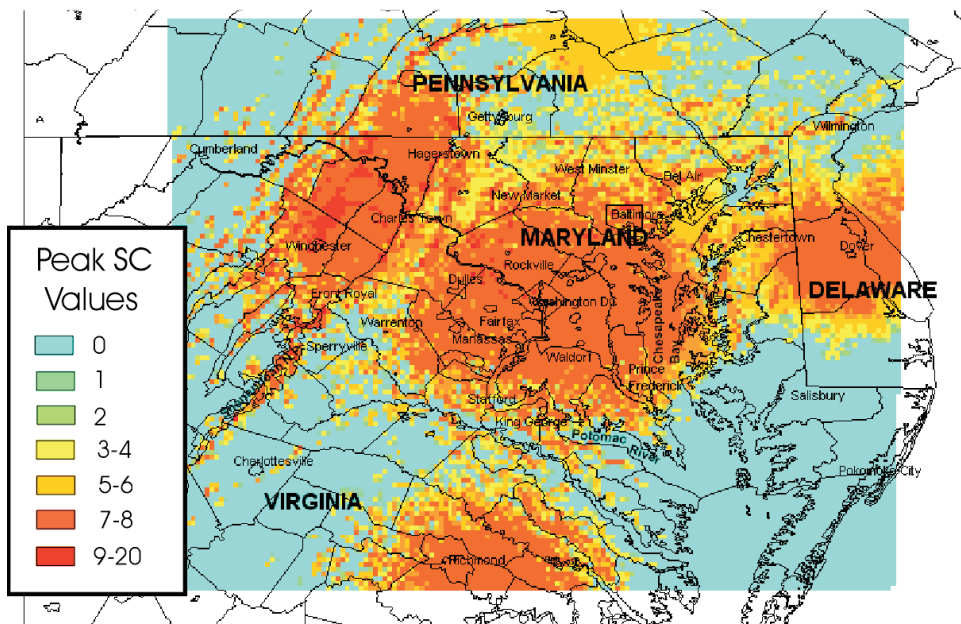 PENNSYLVANIA
Gettysburg
Wilmington
A
Cumberland
Hagerstown
West Minster
Bel Air
New Market
Charles Town
Baltimore
Winchester
MARYLAND
Chestertown
Dover
Rockville
Dulles
Front Royal
Washington DC
DELAWARE
Chesapeake
Bay
Warrenton
Fairfax
Manassas
Sperryville
Waldorf
Prince
Frederick
Stafford
Salisbury
King George
Potomac
River
Charlottesville
Pokomoke City
VIRGINIA
Richmond
Peak SC
Values
0
1
2
3-4
5-6
7-8
9-20